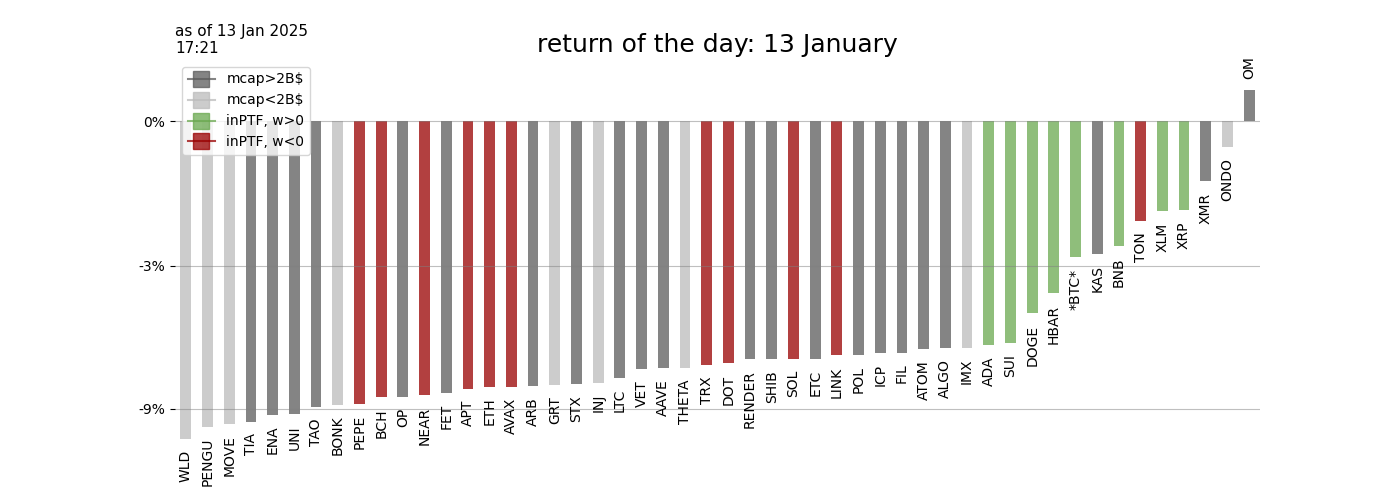 as of 13 Jan 2025
17:21
return of the day: 13 January
mcap>2B$
mcap<2B$
inPTF, w>0
inPTF, w<0
0%
-3%
-9%
WLD
PENGU
MOVE
TIA
ENA
UNI
TAO
BONK
PEPE
BCH
OP
NEAR
FET
APT
ETH
AVAX
ARB
GRT
STX
INJ
LTC
VET
AAVE
THETA
TRX
DOT
RENDER
SHIB
SOL
ETC
LINK
POL
ICP
FIL
ATOM
ALGO
IMX
ADA
SUI
DOGE
HBAR
*BTC*
KAS
BNB
TON
XLM
XRP
XMR
ONDO
OM